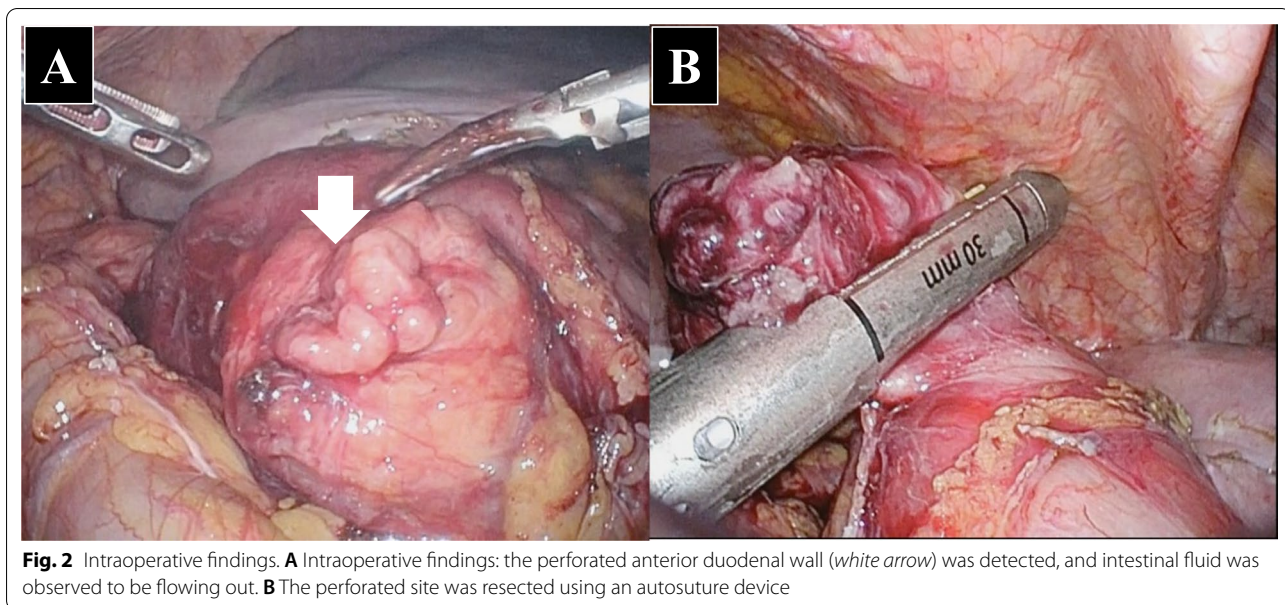 A
B
30 mm
Fig. 2 Intraoperative findings. A Intraoperative findings: the perforated anterior duodenal wall (white arrow) was detected, and intestinal fluid was
observed to be flowing out. B The perforated site was resected using an autosuture device